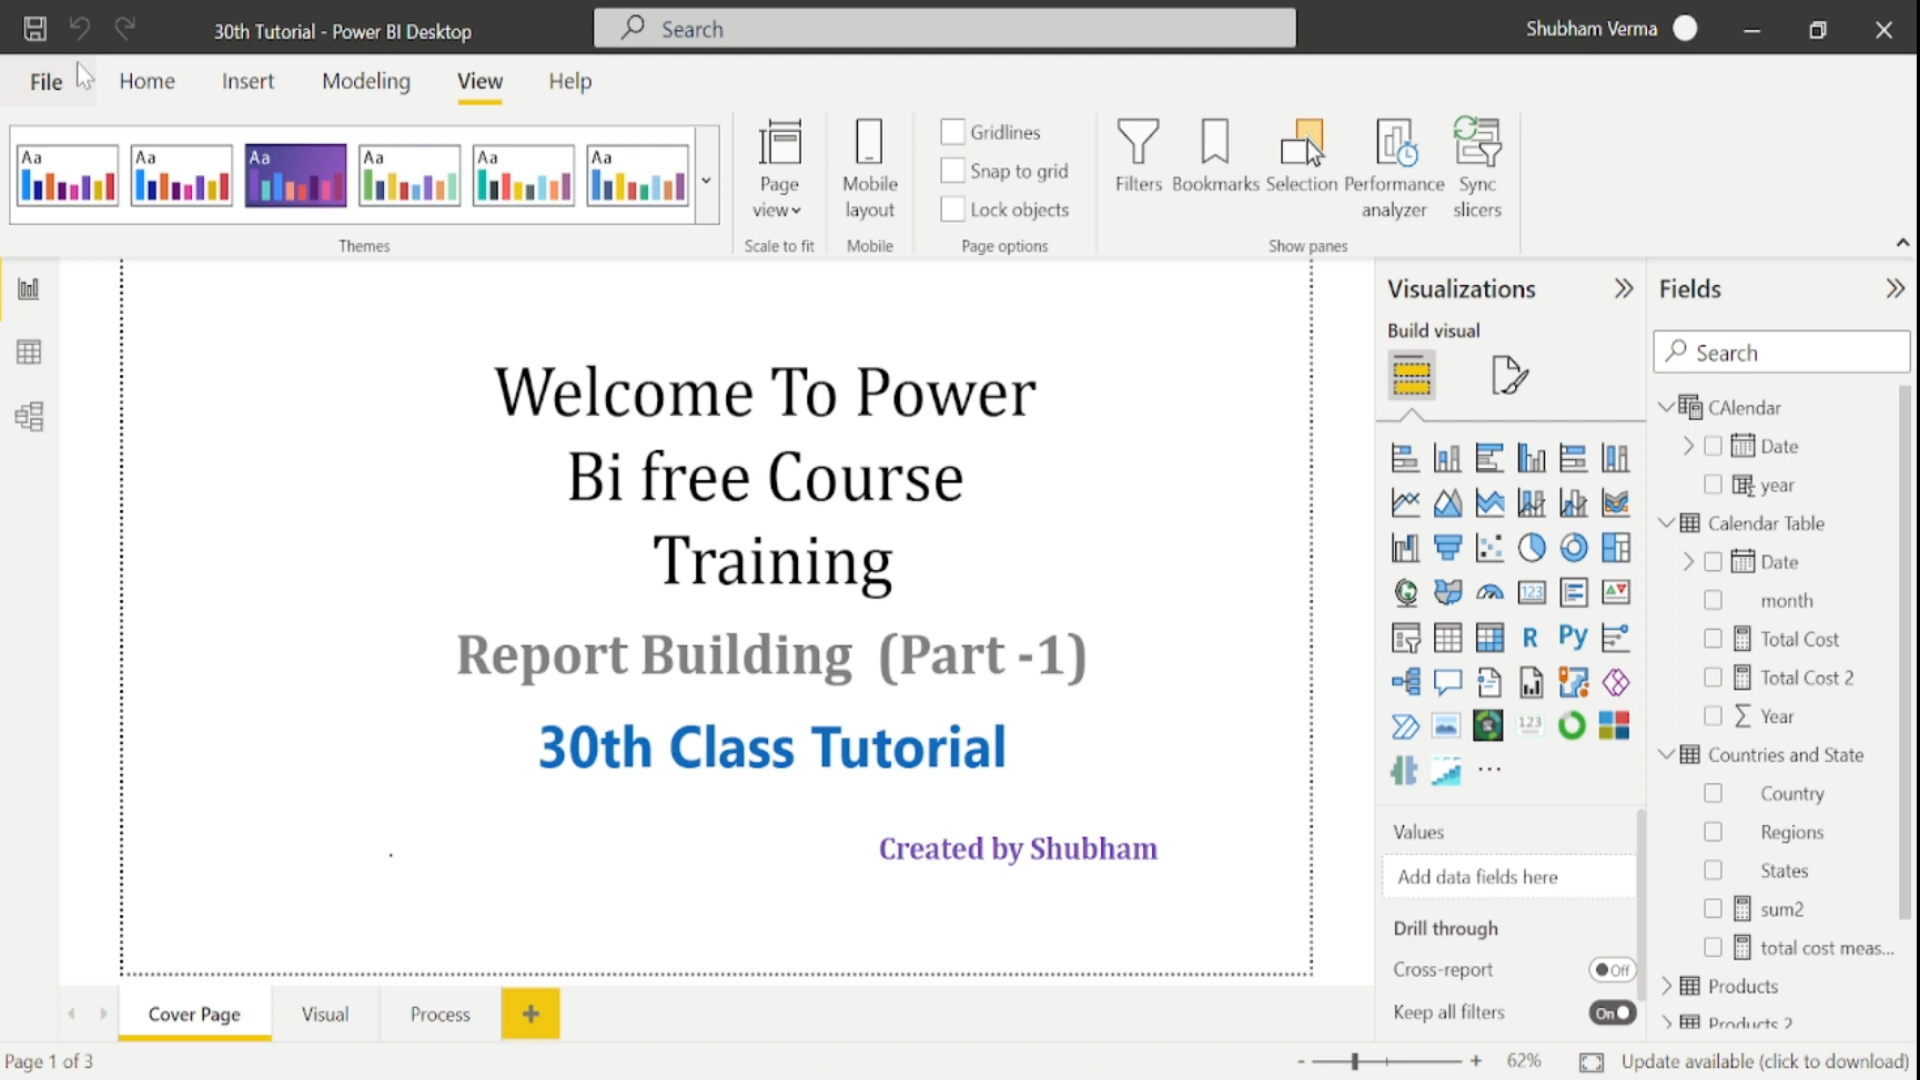 30th Tutorial - Power BI Desktop
Search
Shubham Verma
File
Home
Insert
Modeling
View
Help
Aa
Aa
Aa
Aa
Aa
Aa
Themes
Page
view
Scale to fit
Mobile
layout
Mobile
Gridlines
Snap to grid
Lock objects
Page options
Filters
Bookmarks
Selection
Performance
analyzer
Sync
slicers
Show panes
Welcome To Power
Bi free Course
Training
Report Building (Part -1)
30th Class Tutorial
Created by Shubham
Visualizations
Build visual
123
R
Py
123
Values
Add data fields here
Drill through
Cross-report
Off
Keep all filters
On
Fields
Search
CAlendar
Date
year
Calendar Table
Date
month
Total Cost
Total Cost 2
Year
Countries and State
Country
Regions
States
sum2
total cost meas...
Products
Products 2
Cover Page
Visual
Process
Page 1 of 3
62%
Update available (click to download)